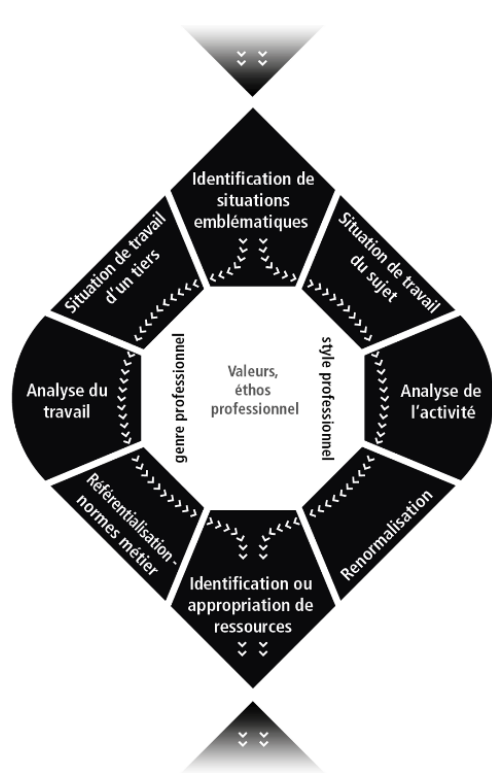 Identification de
situations
emblématiques
Situation de travail
d'un tiers
Situation de travail
du sujet
Analyse du
travail
genre professionnel
Valeurs,
éthos
professionnel
style professionnel
Analyse de
l'activité
Référentialisation -
normes métier
Renormalisation
Identification ou
appropriation de
ressources